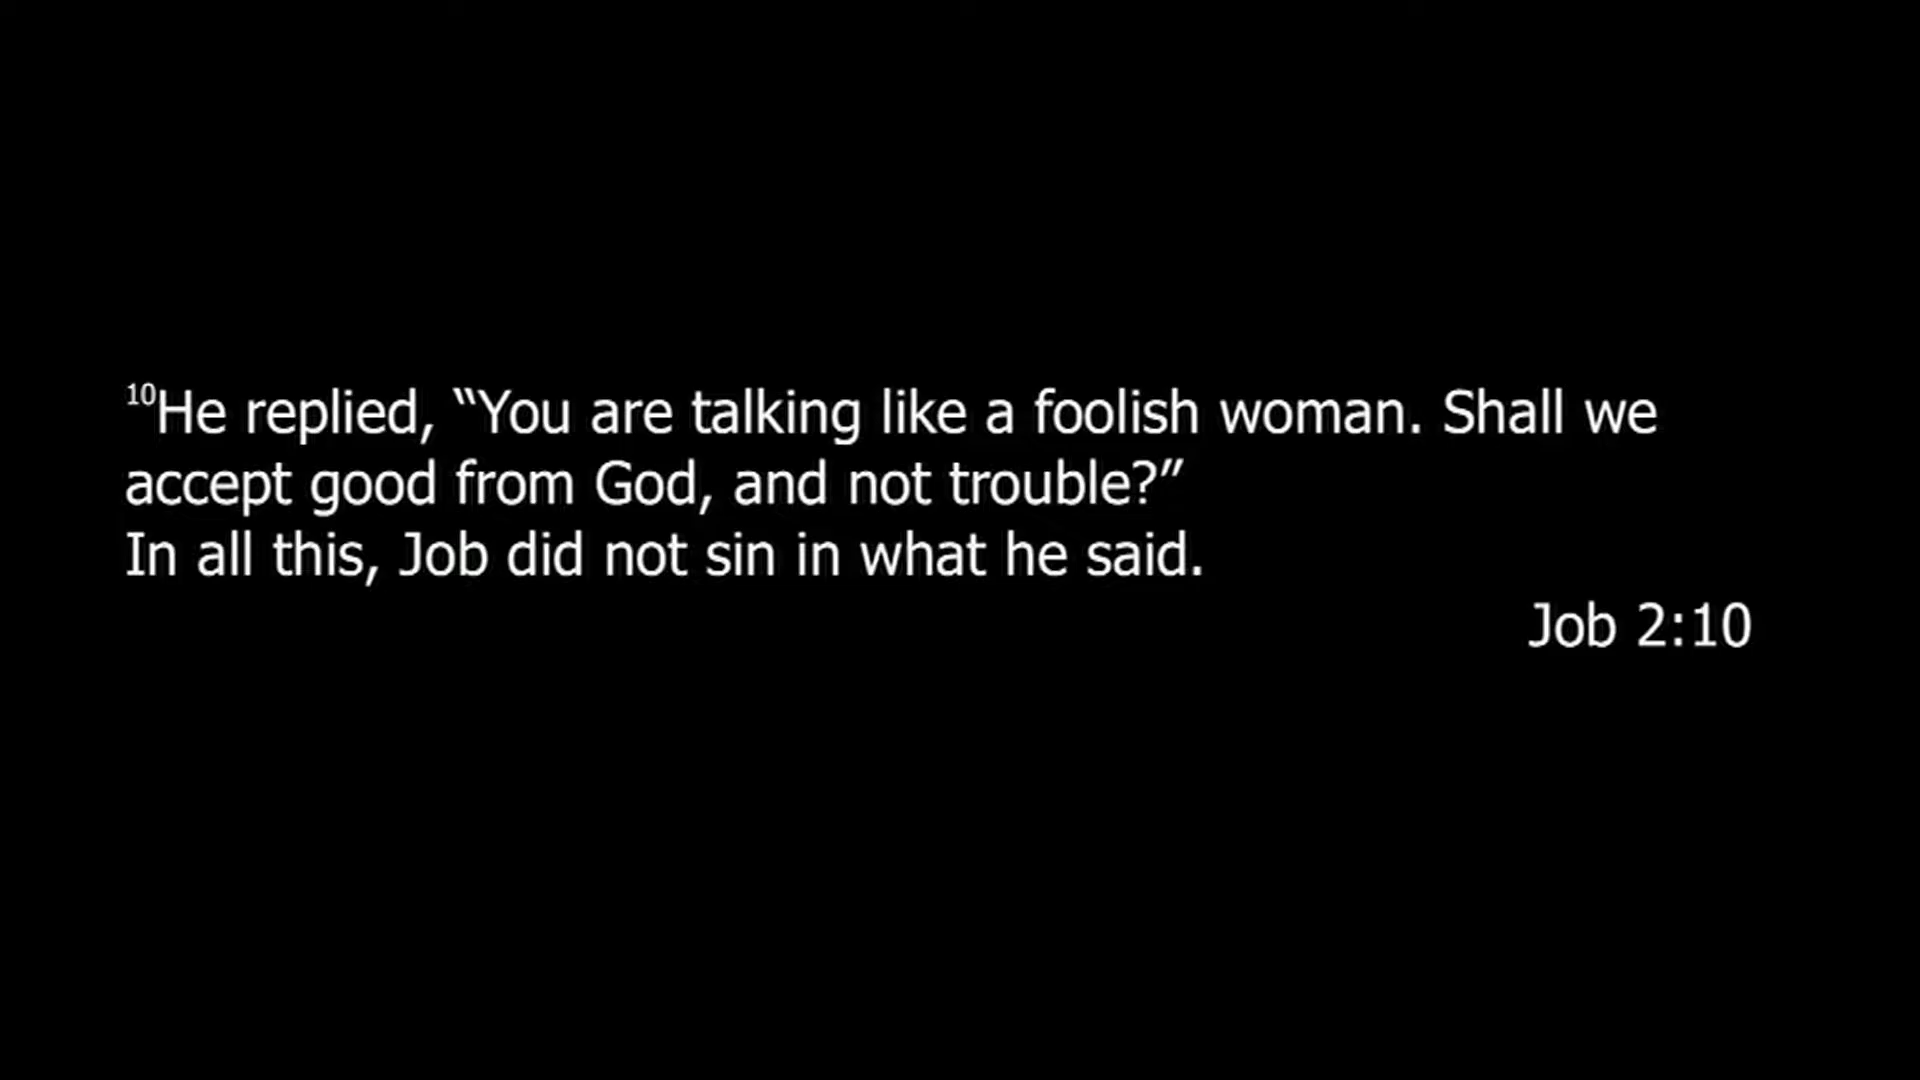 ¹⁰He replied, “You are talking like a foolish woman. Shall we
accept good from God, and not trouble?”
In all this, Job did not sin in what he said.
Job 2:10